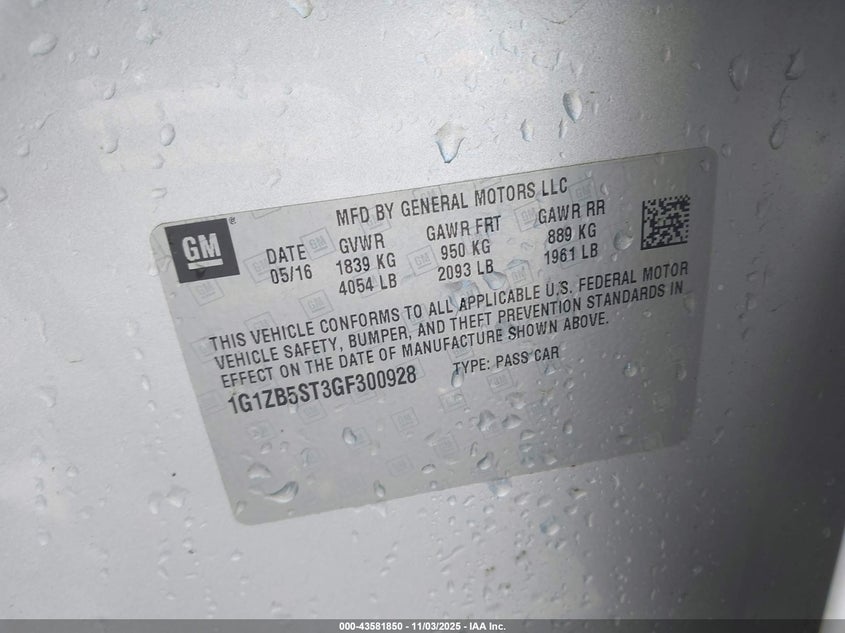 MFD BY GENERAL MOTORS LLC
GM®
DATE GVWR GAWR FRT GAWR RR
05/16 1839 KG 950 KG 889 KG
4054 LB 2093 LB 1961 LB
THIS VEHICLE CONFORMS TO ALL APPLICABLE U.S. FEDERAL MOTOR
VEHICLE SAFETY, BUMPER, AND THEFT PREVENTION STANDARDS IN
EFFECT ON THE DATE OF MANUFACTURE SHOWN ABOVE.
1G1ZB5ST3GF300928 TYPE: PASS CAR
000-43581850 - 11/03/2025 - IAA Inc.